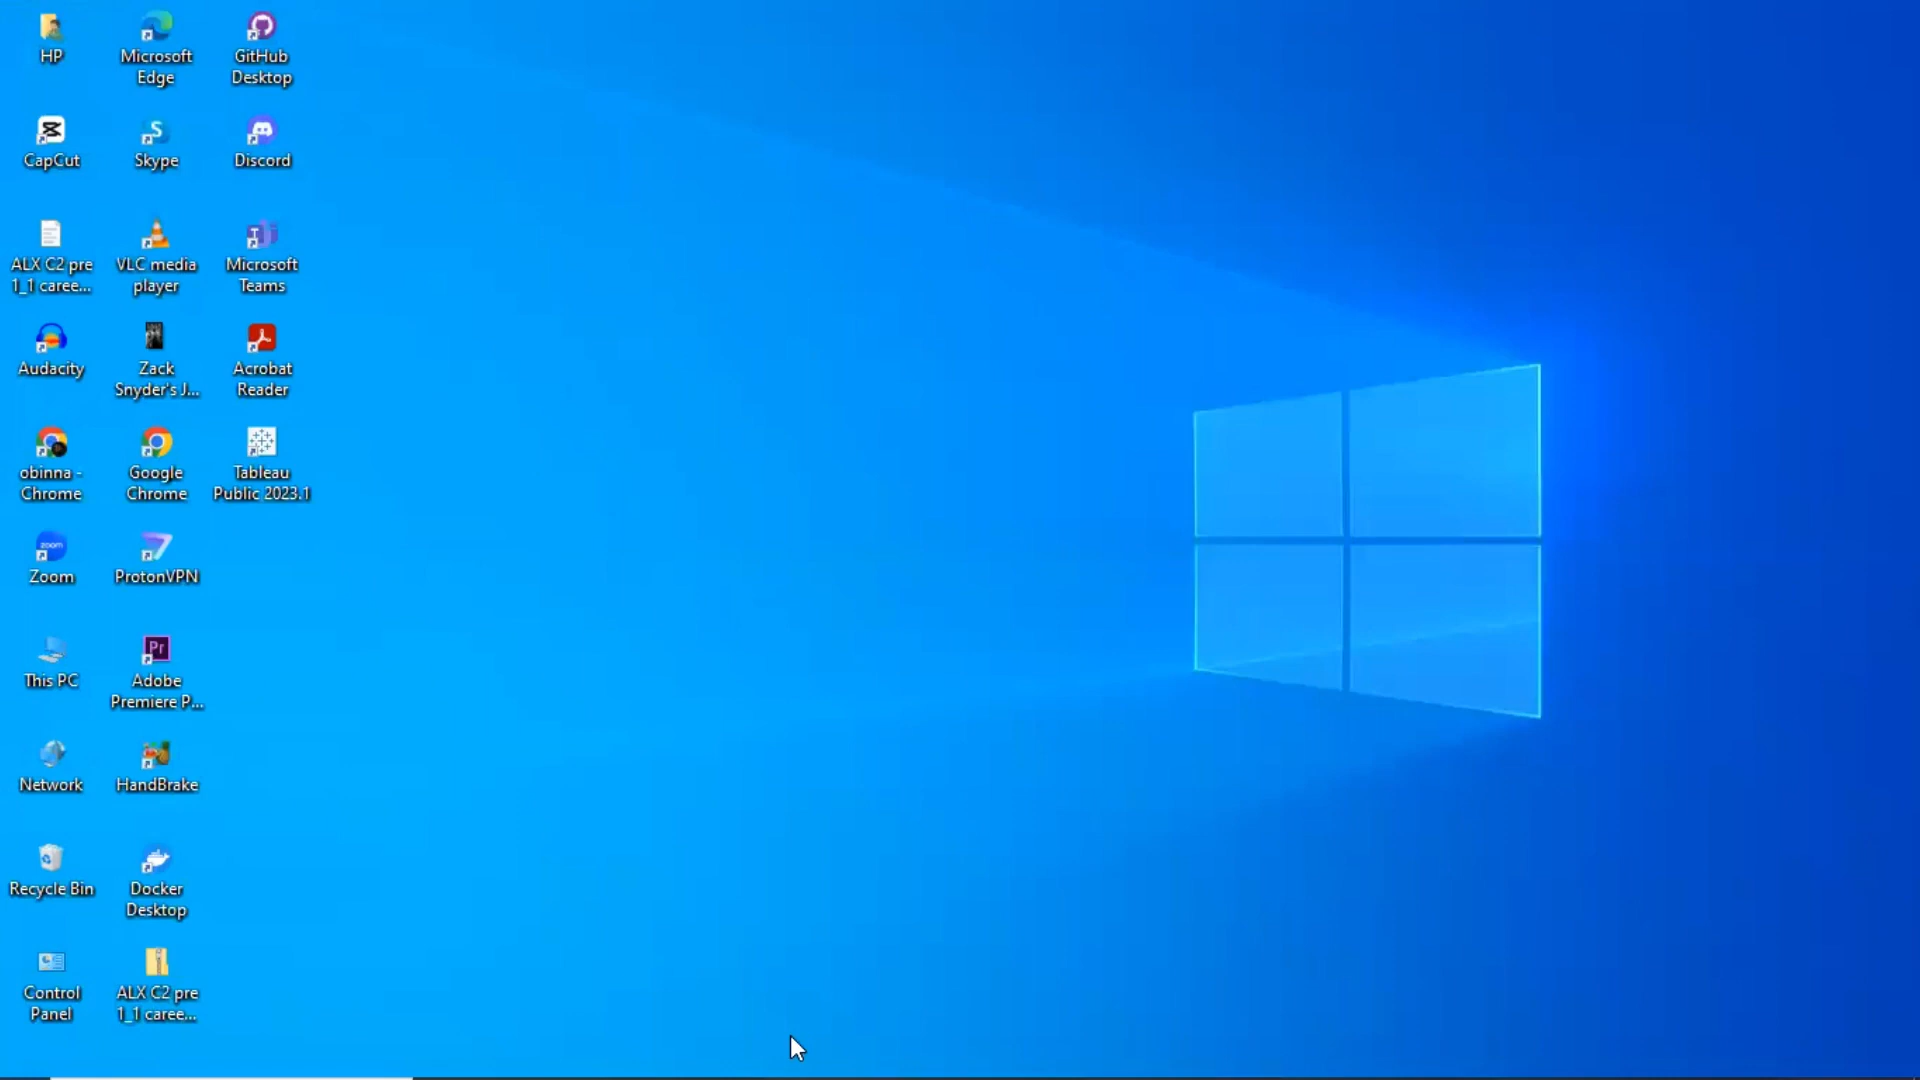 HP
Microsoft
Edge
GitHub
Desktop
CapCut
Skype
Discord
ALX C2 pre
1_1 caree...
VLC media
player
Microsoft
Teams
Audacity
Zack
Snyder's J...
Acrobat
Reader
obinna -
Chrome
Google
Chrome
Tableau
Public 2023.1
zoom
Zoom
ProtonVPN
This PC
Pr
Adobe
Premiere P...
Network
HandBrake
Recycle Bin
Docker
Desktop
Control
Panel
ALX C2 pre
1_1 caree...